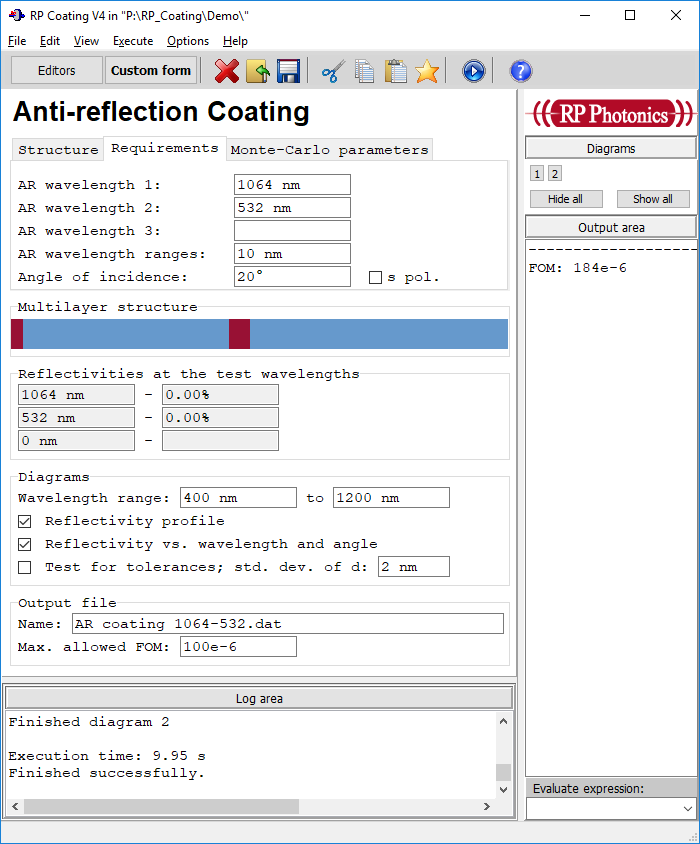 RP Coating V4 in "P:\RP_Coating\Demo\"
File Edit View Execute Options Help
Editors Custom form
Anti-reflection Coating
Structure Requirements Monte-Carlo parameters
AR wavelength 1: 1064 nm
AR wavelength 2: 532 nm
AR wavelength 3:
AR wavelength ranges: 10 nm
Angle of incidence: 20° s pol.
Multilayer structure
Reflectivities at the test wavelengths
1064 nm - 0.00%
532 nm - 0.00%
0 nm -
Diagrams
Wavelength range: 400 nm to 1200 nm
Reflectivity profile
Reflectivity vs. wavelength and angle
Test for tolerances; std. dev. of d: 2 nm
Output file
Name: AR coating 1064-532.dat
Max. allowed FOM: 100e-6
Log area
Finished diagram 2
Execution time: 9.95 s
Finished successfully.
RP Photonics
Diagrams
1 2
Hide all Show all
Output area
-------------------
FOM: 184e-6
Evaluate expression: